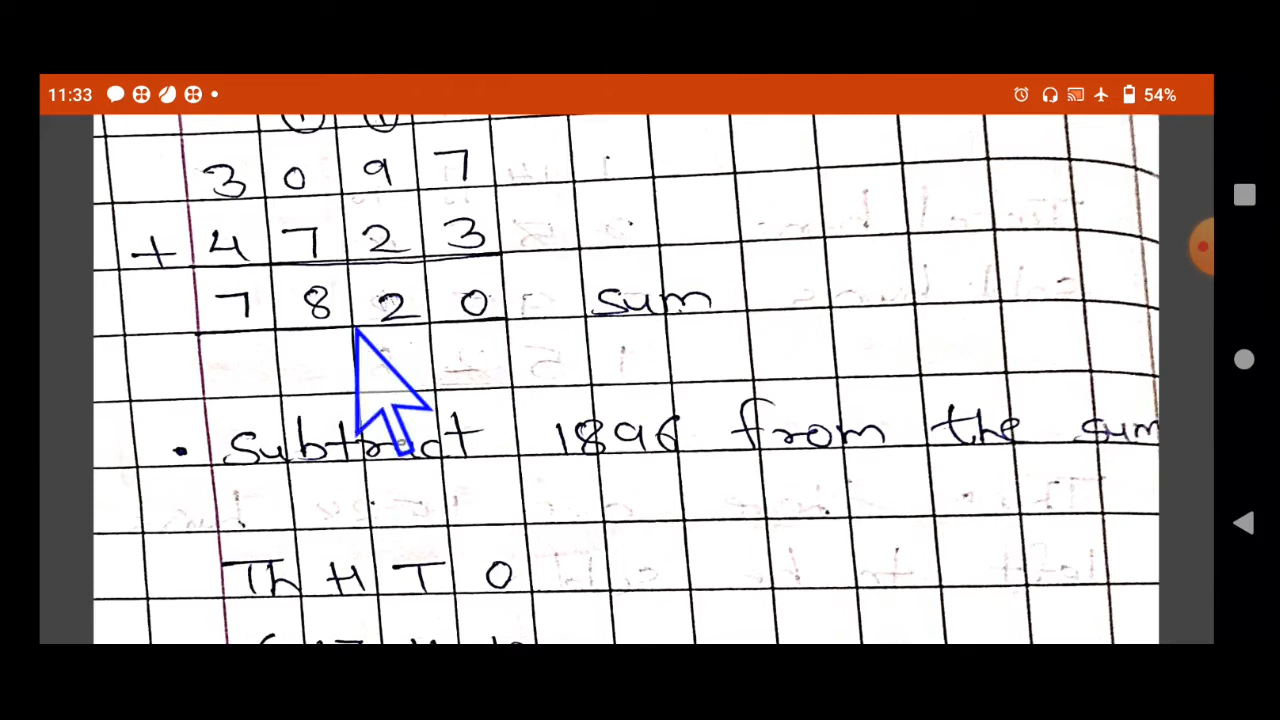 11:33 54%
3 0 9 7
+ 4 7 2 3
7 8 2 0 sum
• Subtract 1896 from the sum
Th H T O